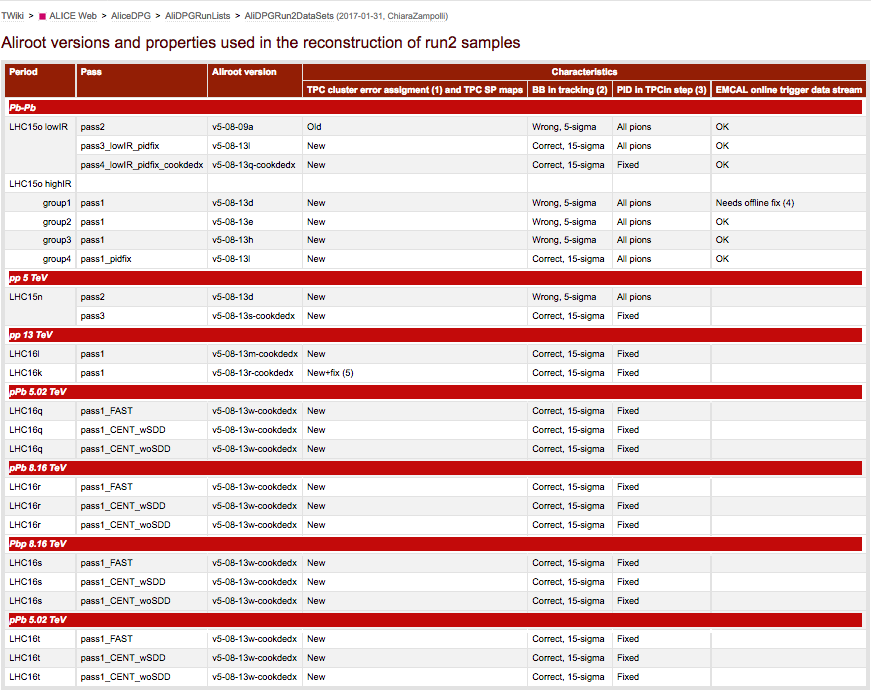 TWiki > ALICE Web > AliceDPG > AliDPGRunLists > AliDPGRun2DataSets (2017-01-31, ChiaraZampolli)
Aliroot versions and properties used in the reconstruction of run2 samples
Period Pass Aliroot version Characteristics
TPC cluster error assigment (1) and TPC SP maps BB in tracking (2) PID in TPCin step (3) EMCAL online trigger data stream
Pb-Pb
LHC15o lowIR pass2 v5-08-09a Old Wrong, 5-sigma All pions OK
pass3_lowIR_pidfix v5-08-13l New Correct, 15-sigma All pions OK
pass4_lowIR_pidfix_cookdedx v5-08-13q-cookdedx New Correct, 15-sigma Fixed OK
LHC15o highIR
group1 pass1 v5-08-13d New Wrong, 5-sigma All pions Needs offline fix (4)
group2 pass1 v5-08-13e New Wrong, 5-sigma All pions OK
group3 pass1 v5-08-13h New Wrong, 5-sigma All pions OK
group4 pass1_pidfix v5-08-13l New Correct, 15-sigma All pions OK
pp 5 TeV
LHC15n pass2 v5-08-13d New Wrong, 5-sigma All pions
pass3 v5-08-13s-cookdedx New Correct, 15-sigma Fixed
pp 13 TeV
LHC16l pass1 v5-08-13m-cookdedx New Correct, 15-sigma Fixed
LHC16k pass1 v5-08-13r-cookdedx New+fix (5) Correct, 15-sigma Fixed
pPb 5.02 TeV
LHC16q pass1_FAST v5-08-13w-cookdedx New Correct, 15-sigma Fixed
LHC16q pass1_CENT_wSDD v5-08-13w-cookdedx New Correct, 15-sigma Fixed
LHC16q pass1_CENT_woSDD v5-08-13w-cookdedx New Correct, 15-sigma Fixed
pPb 8.16 TeV
LHC16r pass1_FAST v5-08-13w-cookdedx New Correct, 15-sigma Fixed
LHC16r pass1_CENT_wSDD v5-08-13w-cookdedx New Correct, 15-sigma Fixed
LHC16r pass1_CENT_woSDD v5-08-13w-cookdedx New Correct, 15-sigma Fixed
Pbp 8.16 TeV
LHC16s pass1_FAST v5-08-13w-cookdedx New Correct, 15-sigma Fixed
LHC16s pass1_CENT_wSDD v5-08-13w-cookdedx New Correct, 15-sigma Fixed
LHC16s pass1_CENT_woSDD v5-08-13w-cookdedx New Correct, 15-sigma Fixed
pPb 5.02 TeV
LHC16t pass1_FAST v5-08-13w-cookdedx New Correct, 15-sigma Fixed
LHC16t pass1_CENT_wSDD v5-08-13w-cookdedx New Correct, 15-sigma Fixed
LHC16t pass1_CENT_woSDD v5-08-13w-cookdedx New Correct, 15-sigma Fixed